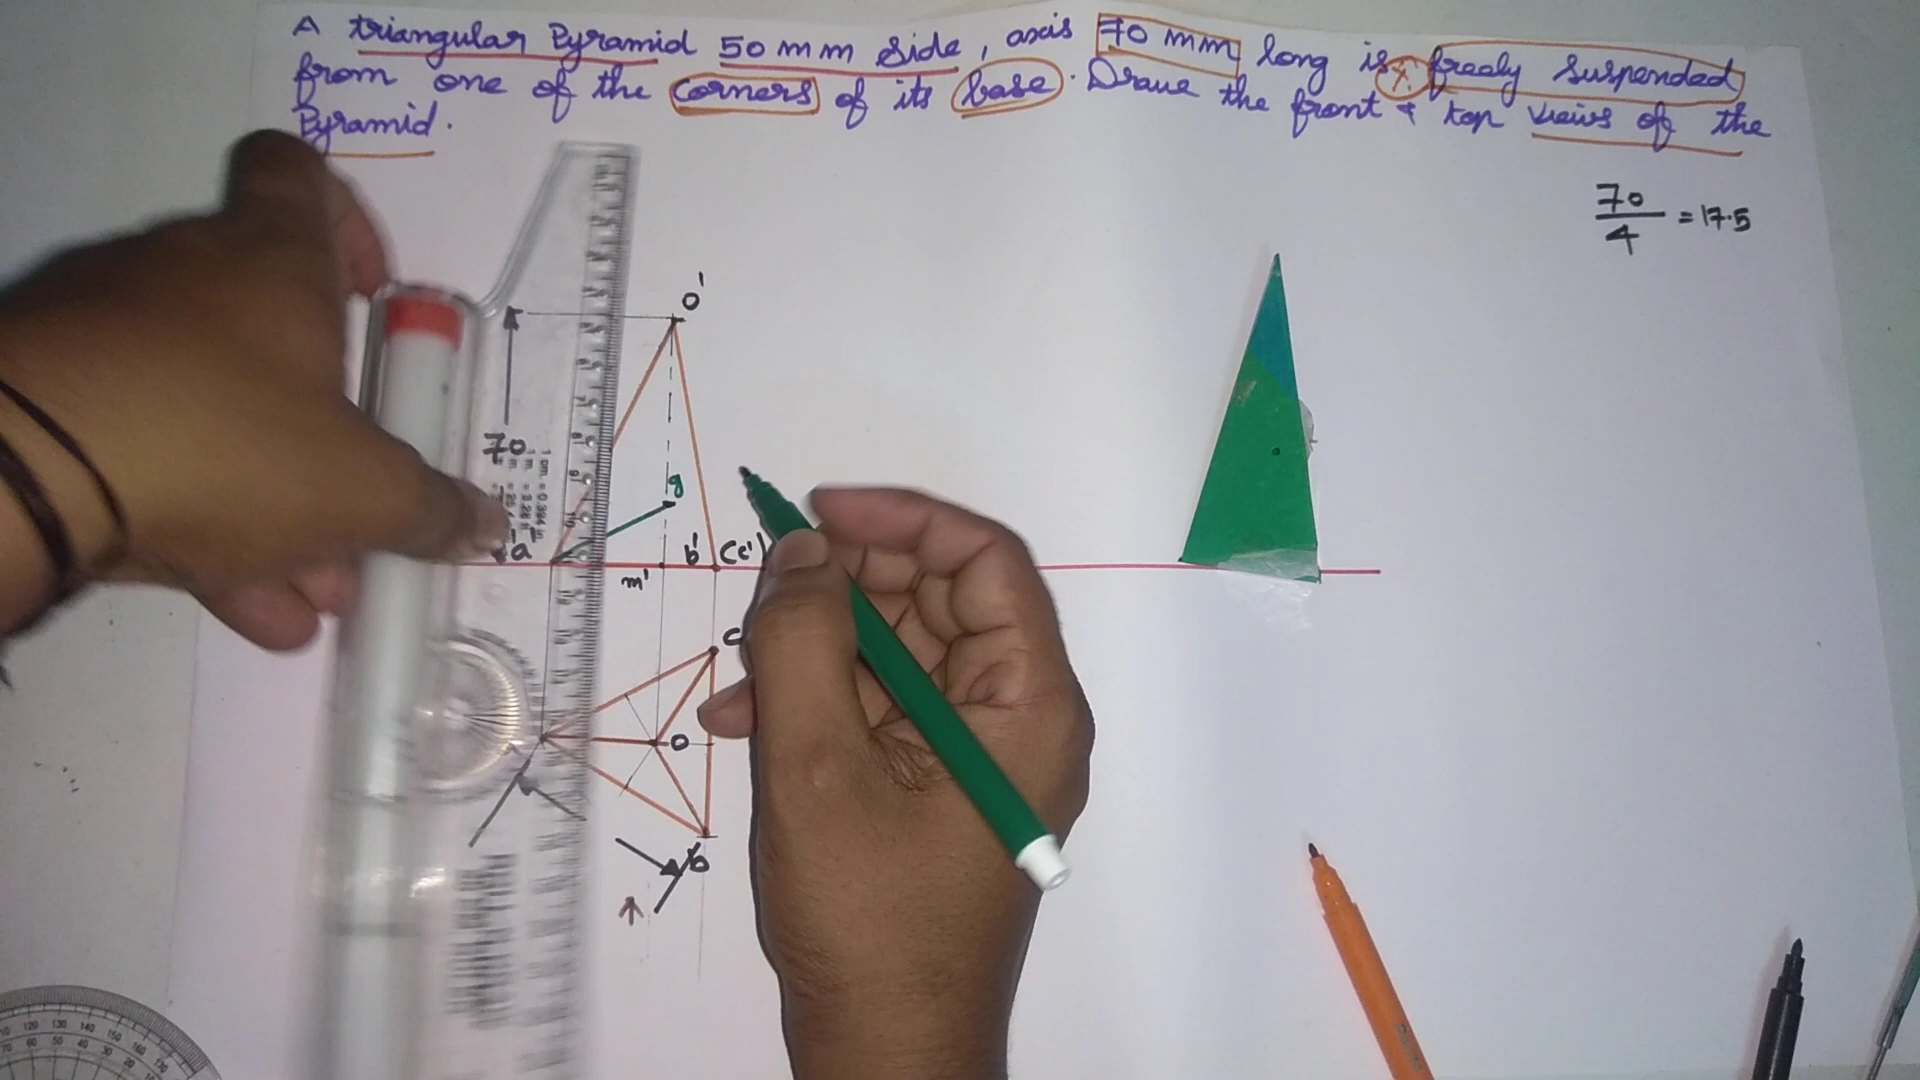 A triangular Pyramid 50 mm side, axis 70 mm long is freely suspended
from one of the corners of its base. Draw the front & top views of the
Pyramid.
70
4
= 17.5
O'
70
g
a
b'
(c')
m'
C
O
b